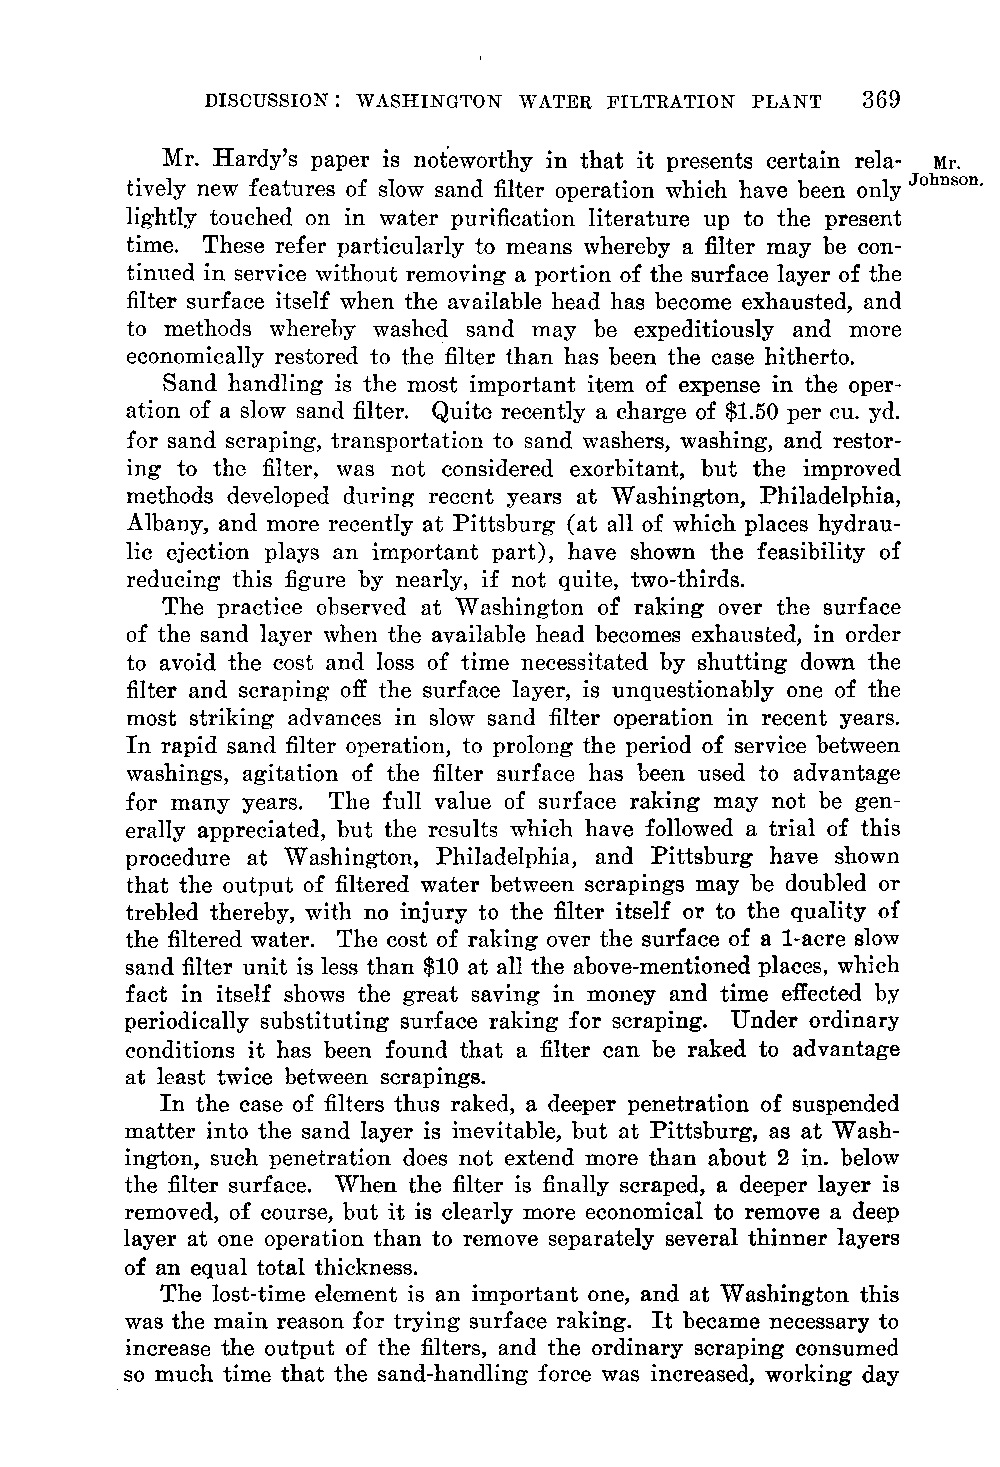 DISCUSSION: WASHINGTON WATER FILTRATION PLANT 369
Mr. Hardy's paper is noteworthy in that it presents certain rela- Mr.
tively new features of slow sand filter operation which have been only Johnson.
lightly touched on in water purification literature up to the present
time. These refer particularly to means whereby a filter may be con-
tinued in service without removing a portion of the surface layer of the
filter surface itself when the available head has become exhausted, and
to methods whereby washed sand may be expeditiously and more
economically restored to the filter than has been the case hitherto.
Sand handling is the most important item of expense in the oper-
ation of a slow sand filter. Quite recently a charge of $1.50 per cu. yd.
for sand scraping, transportation to sand washers, washing, and restor-
ing to the filter, was not considered exorbitant, but the improved
methods developed during recent years at Washington, Philadelphia,
Albany, and more recently at Pittsburg (at all of which places hydrau-
lic ejection plays an important part), have shown the feasibility of
reducing this figure by nearly, if not quite, two-thirds.
The practice observed at Washington of raking over the surface
of the sand layer when the available head becomes exhausted, in order
to avoid the cost and loss of time necessitated by shutting down the
filter and scraping off the surface layer, is unquestionably one of the
most striking advances in slow sand filter operation in recent years.
In rapid sand filter operation, to prolong the period of service between
washings, agitation of the filter surface has been used to advantage
for many years. The full value of surface raking may not be gen-
erally appreciated, but the results which have followed a trial of this
procedure at Washington, Philadelphia, and Pittsburg have shown
that the output of filtered water between scrapings may be doubled or
trebled thereby, with no injury to the filter itself or to the quality of
the filtered water. The cost of raking over the surface of a 1-acre slow
sand filter unit is less than $10 at all the above-mentioned places, which
fact in itself shows the great saving in money and time effected by
periodically substituting surface raking for scraping. Under ordinary
conditions it has been found that a filter can be raked to advantage
at least twice between scrapings.
In the case of filters thus raked, a deeper penetration of suspended
matter into the sand layer is inevitable, but at Pittsburg, as at Wash-
ington, such penetration does not extend more than about 2 in. below
the filter surface. When the filter is finally scraped, a deeper layer is
removed, of course, but it is clearly more economical to remove a deep
layer at one operation than to remove separately several thinner layers
of an equal total thickness.
The lost-time element is an important one, and at Washington this
was the main reason for trying surface raking. It became necessary to
increase the output of the filters, and the ordinary scraping consumed
so much time that the sand-handling force was increased, working day